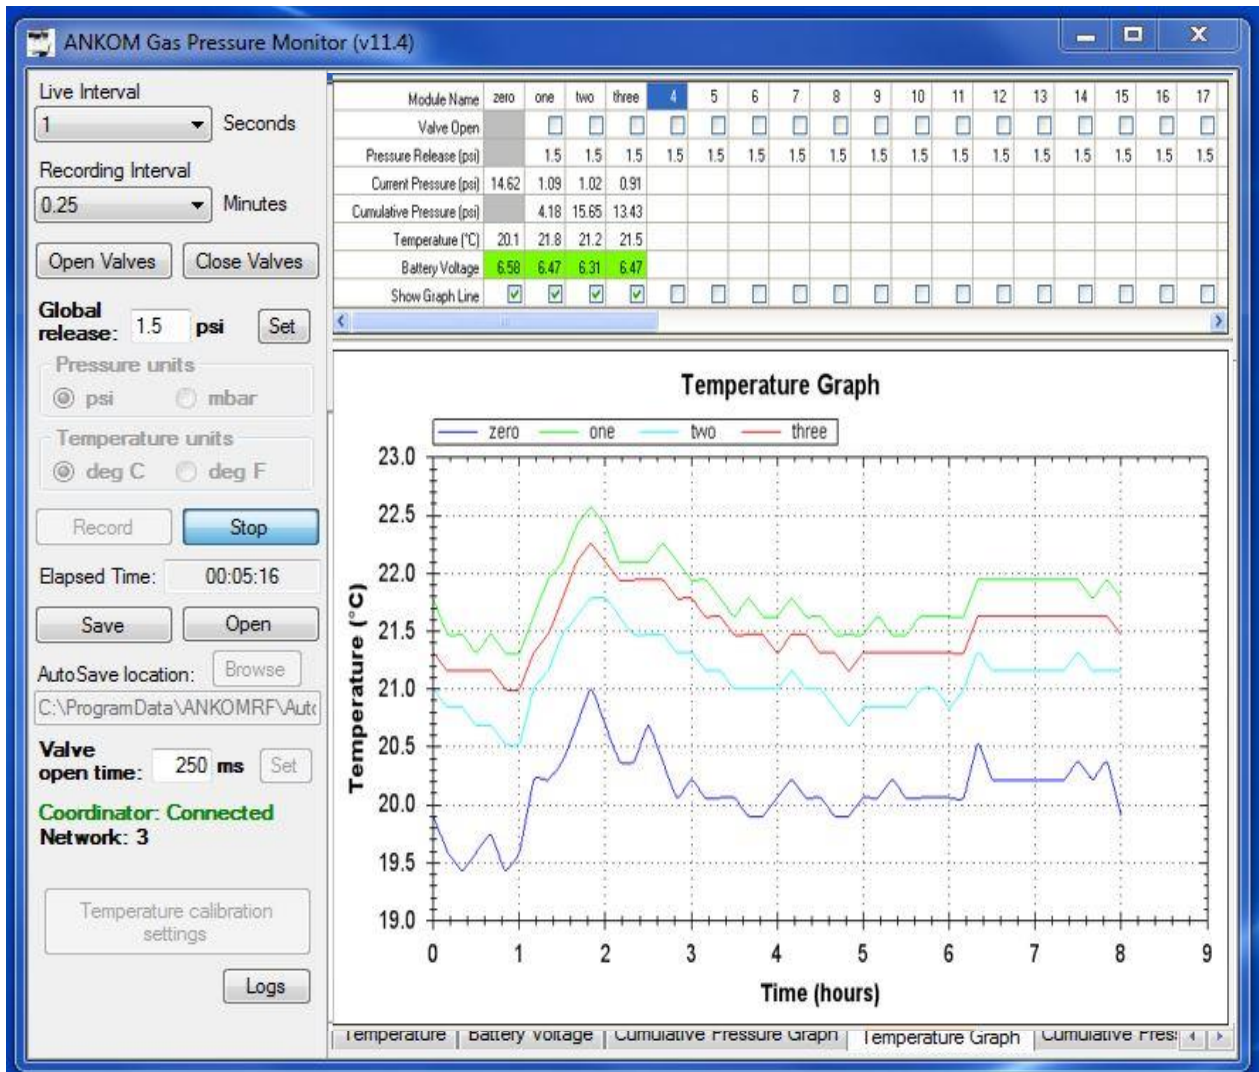 ANKOM Gas Pressure Monitor (v11.4)
Live Interval
1 Seconds
Recording Interval
0.25 Minutes
Open Valves Close Valves
Global
release: 1.5 psi Set
Pressure units
psi mbar
Temperature units
deg C deg F
Record Stop
Elapsed Time: 00:05:16
Save Open
AutoSave location: Browse
C:\ProgramData\ANKOMRF\Aut
Valve
open time: 250 ms Set
Coordinator: Connected
Network: 3
Temperature calibration
settings
Logs
Module Name zero one two three 4 5 6 7 8 9 10 11 12 13 14 15 16 17
Valve Open
Pressure Release (psi) 1.5 1.5 1.5 1.5 1.5 1.5 1.5 1.5 1.5 1.5 1.5 1.5 1.5 1.5 1.5 1.5 1.5
Current Pressure (psi) 14.62 1.09 1.02 0.91
Cumulative Pressure (psi) 4.18 15.65 13.43
Temperature (°C) 20.1 21.8 21.2 21.5
Battery Voltage 6.58 6.47 6.31 6.47
Show Graph Line
Temperature Graph
zero one two three
23.0
22.5
22.0
21.5
21.0
20.5
20.0
19.5
19.0
Temperature (°C)
0 1 2 3 4 5 6 7 8 9
Time (hours)
Temperature Battery Voltage Cumulative Pressure Graph Temperature Graph Cumulative Pres